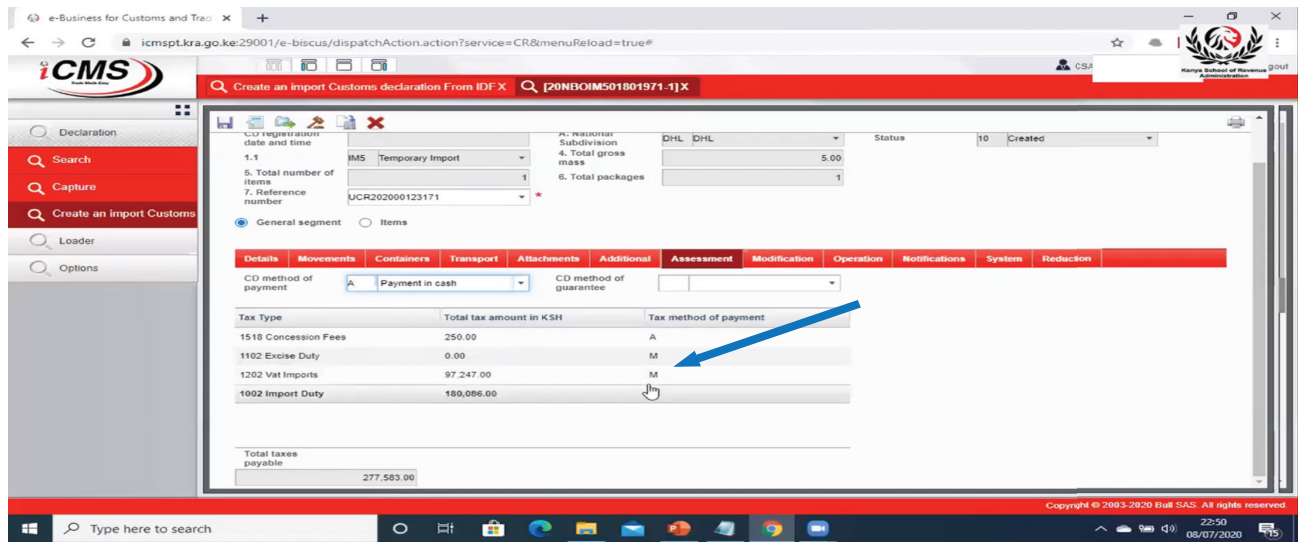 e-Business for Customs and Trad
icmspt.kra.go.ke:29001/e-biscus/dispatchAction.action?service=CR&menuReload=true#
iCMS
Trade Made Easy
CSA
Kenya School of Revenue
Administration
gout
Create an import Customs declaration From IDF X [20NBOIM501801971-1] X
Declaration
Search
Capture
Create an import Customs
Loader
Options
CD registration date and time
A. National Subdivision DHL DHL
Status 10 Created
1.1 IM5 Temporary Import
4. Total gross mass 5.00
5. Total number of items 1
6. Total packages 1
7. Reference number UCR202000123171 *
General segment Items
Details Movements Containers Transport Attachments Additional Assessment Modification Operation Notifications System Reduction
CD method of payment A Payment in cash
CD method of guarantee
Tax Type Total tax amount in KSH Tax method of payment
1518 Concession Fees 250.00 A
1102 Excise Duty 0.00 M
1202 Vat Imports 97,247.00 M
1002 Import Duty 180,086.00
Total taxes payable
277,583.00
Copyright © 2003-2020 Bull SAS. All rights reserved.
Type here to search
22:50
08/07/2020
15